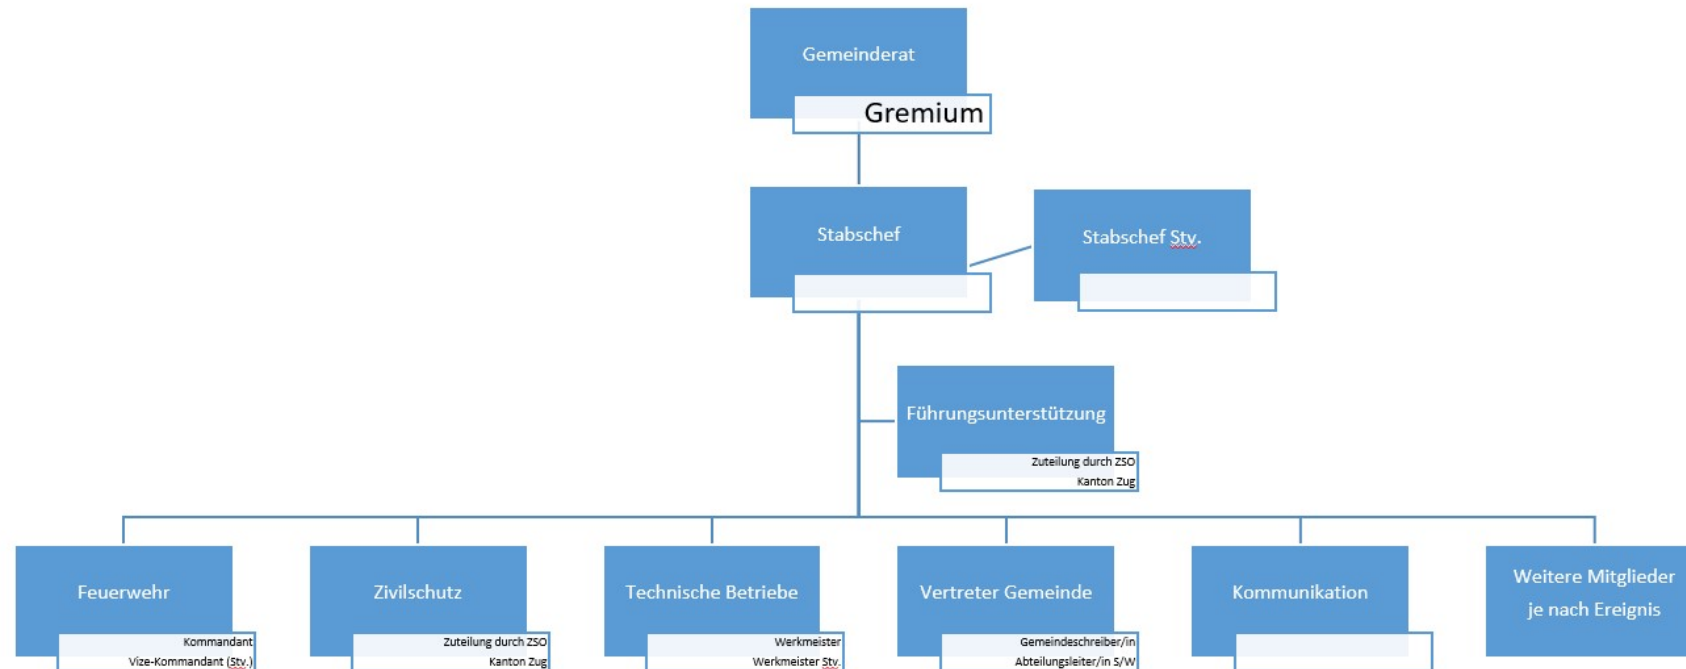 Gemeinderat
Gremium
Stabschef
Stabschef Stv.
Führungsunterstützung
Zuteilung durch ZSO
Kanton Zug
Feuerwehr
Kommandant
Vize-Kommandant (Stv.)
Zivilschutz
Zuteilung durch ZSO
Kanton Zug
Technische Betriebe
Werkmeister
Werkmeister Stv.
Vertreter Gemeinde
Gemeindeschreiber/in
Abteilungsleiter/in S/W
Kommunikation
Weitere Mitglieder
je nach Ereignis